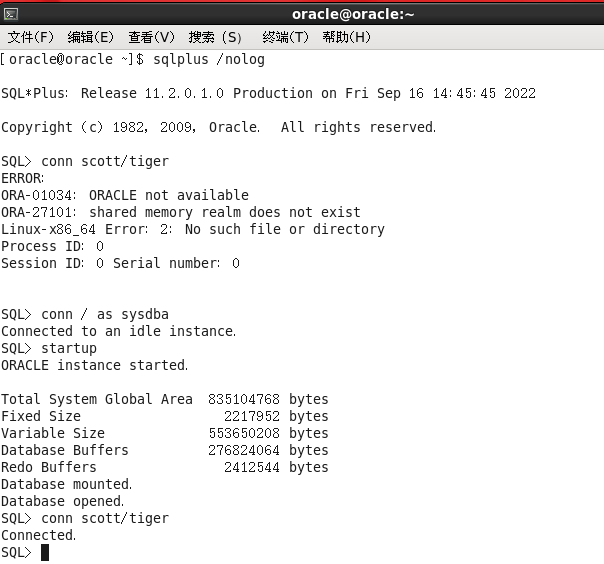 oracle@oracle:~
文件(F) 编辑(E) 查看(V) 搜索 (S) 终端(T) 帮助(H)
[oracle@oracle ~]$ sqlplus /nolog
SQL*Plus: Release 11.2.0.1.0 Production on Fri Sep 16 14:45:45 2022
Copyright (c) 1982, 2009, Oracle. All rights reserved.
SQL> conn scott/tiger
ERROR:
ORA-01034: ORACLE not available
ORA-27101: shared memory realm does not exist
Linux-x86_64 Error: 2: No such file or directory
Process ID: 0
Session ID: 0 Serial number: 0
SQL> conn / as sysdba
Connected to an idle instance.
SQL> startup
ORACLE instance started.
Total System Global Area 835104768 bytes
Fixed Size 2217952 bytes
Variable Size 553650208 bytes
Database Buffers 276824064 bytes
Redo Buffers 2412544 bytes
Database mounted.
Database opened.
SQL> conn scott/tiger
Connected.
SQL>